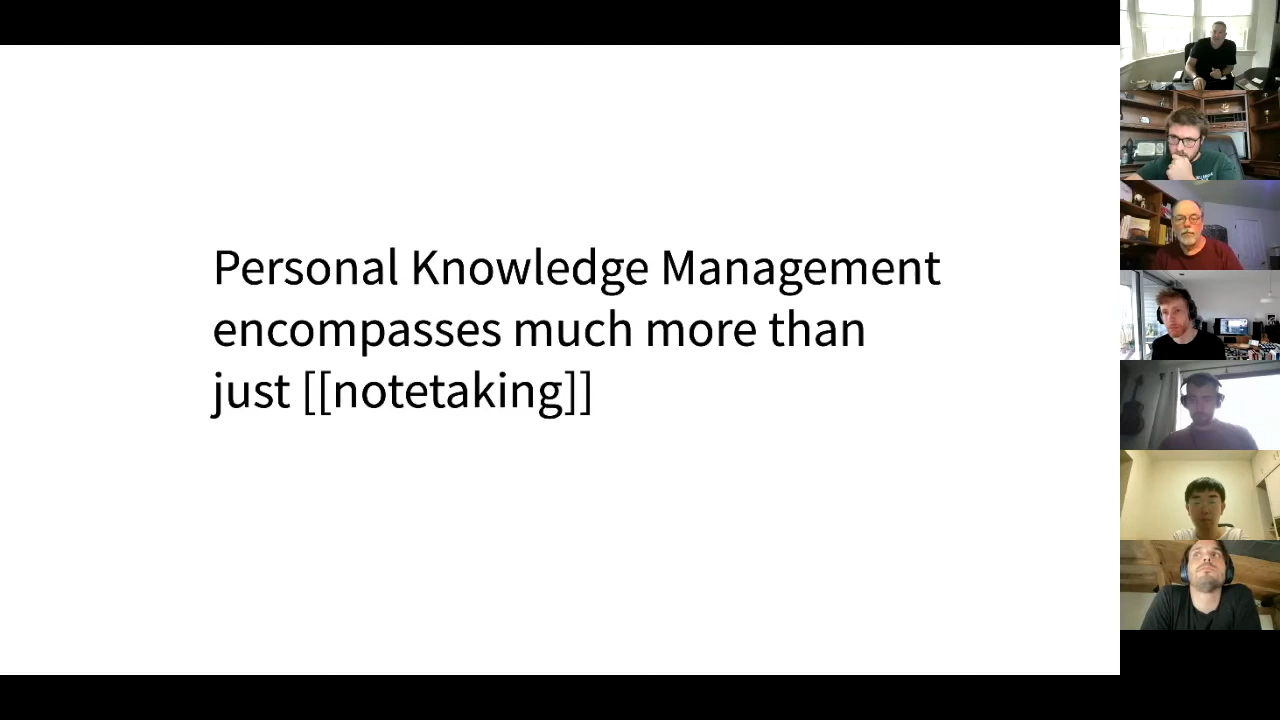 Personal Knowledge Management
encompasses much more than
just [[notetaking]]